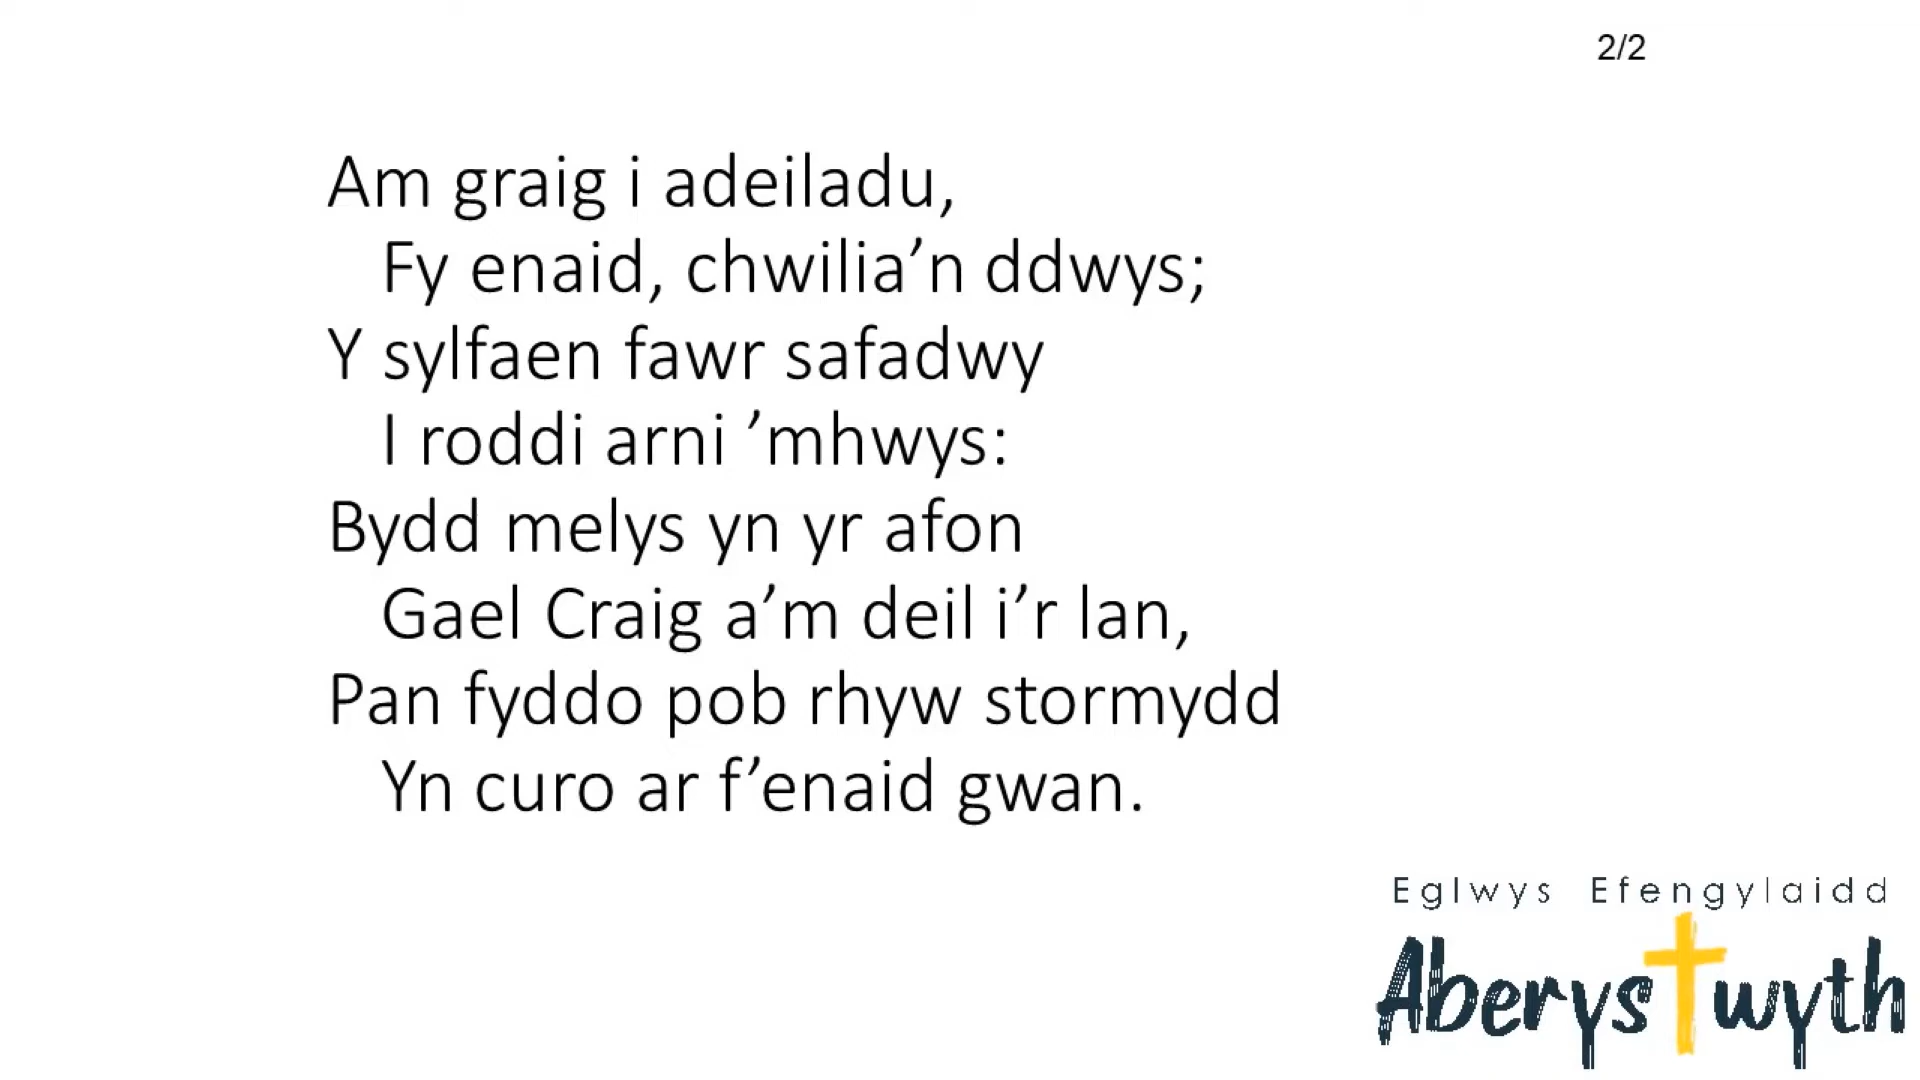 2/2
Am graig i adeiladu,
Fy enaid, chwilia’n ddwys;
Y sylfaen fawr safadwy
I roddi arni ’mhwys:
Bydd melys yn yr afon
Gael Craig a’m deil i’r lan,
Pan fyddo pob rhyw stormydd
Yn curo ar f’enaid gwan.
Eglwys Efengylaidd
Aberystwyth